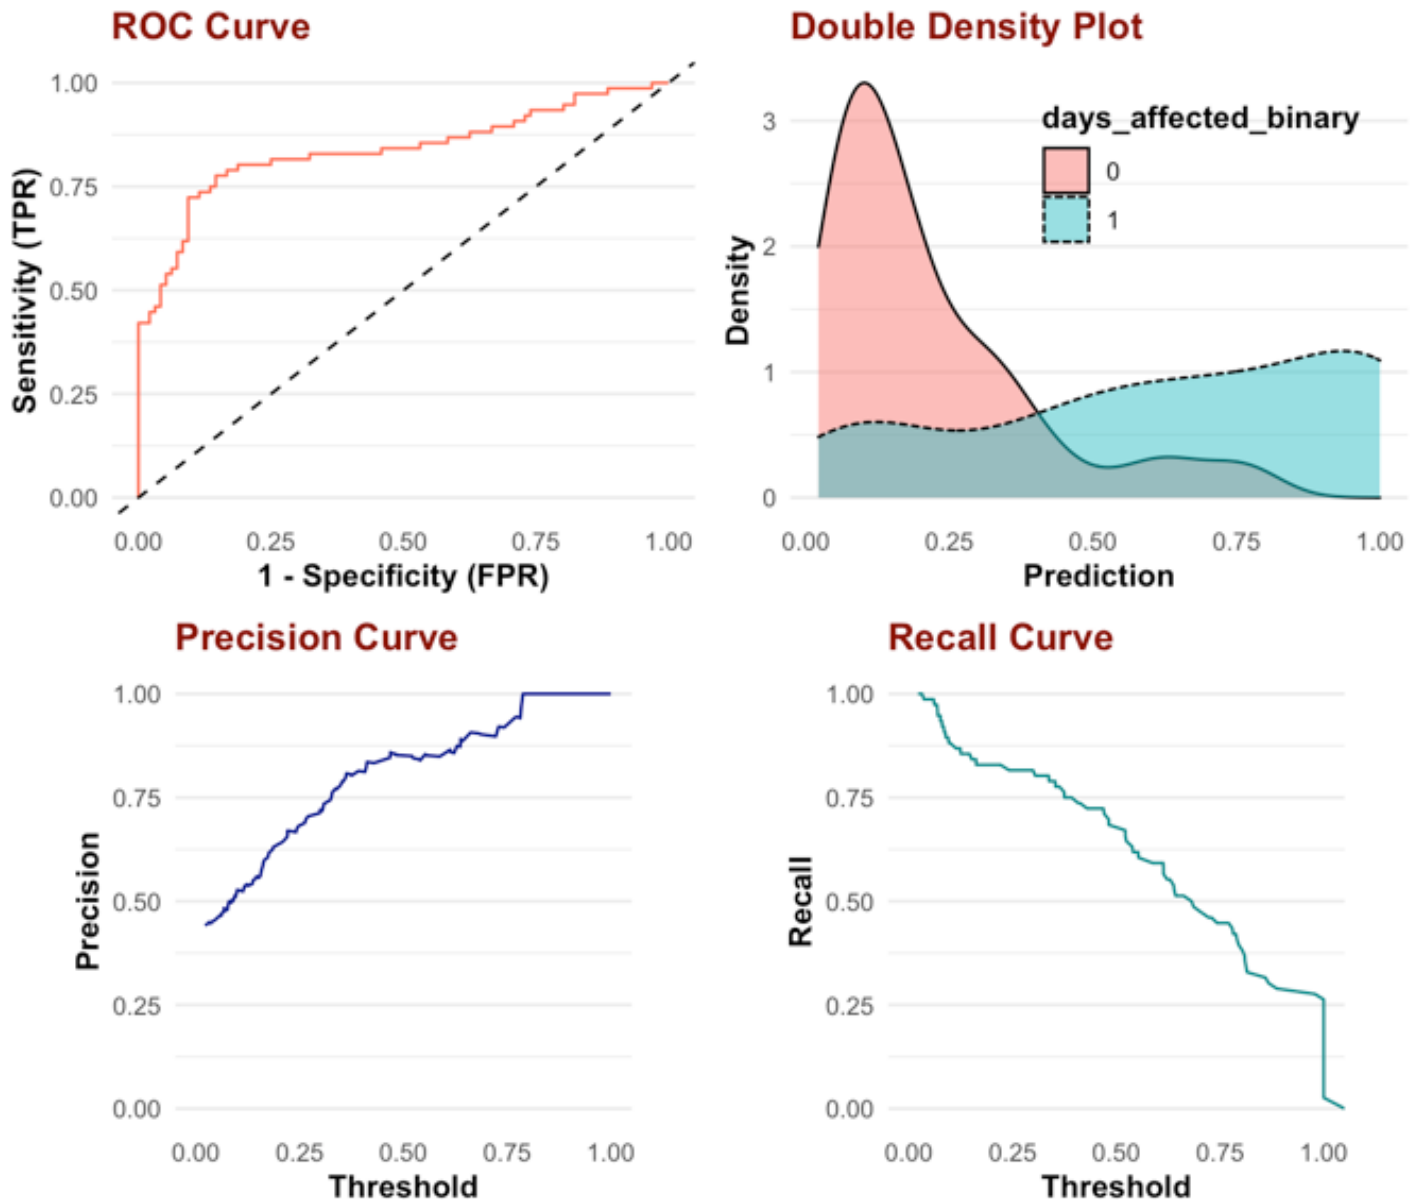 ROC Curve
1.00
0.75
0.50
0.25
0.00
Sensitivity (TPR)
0.00 0.25 0.50 0.75 1.00
1 - Specificity (FPR)
Double Density Plot
3
2
1
0
Density
days_affected_binary
0
1
0.00 0.25 0.50 0.75 1.00
Prediction
Precision Curve
1.00
0.75
0.50
0.25
0.00
Precision
0.00 0.25 0.50 0.75 1.00
Threshold
Recall Curve
1.00
0.75
0.50
0.25
0.00
Recall
0.00 0.25 0.50 0.75 1.00
Threshold